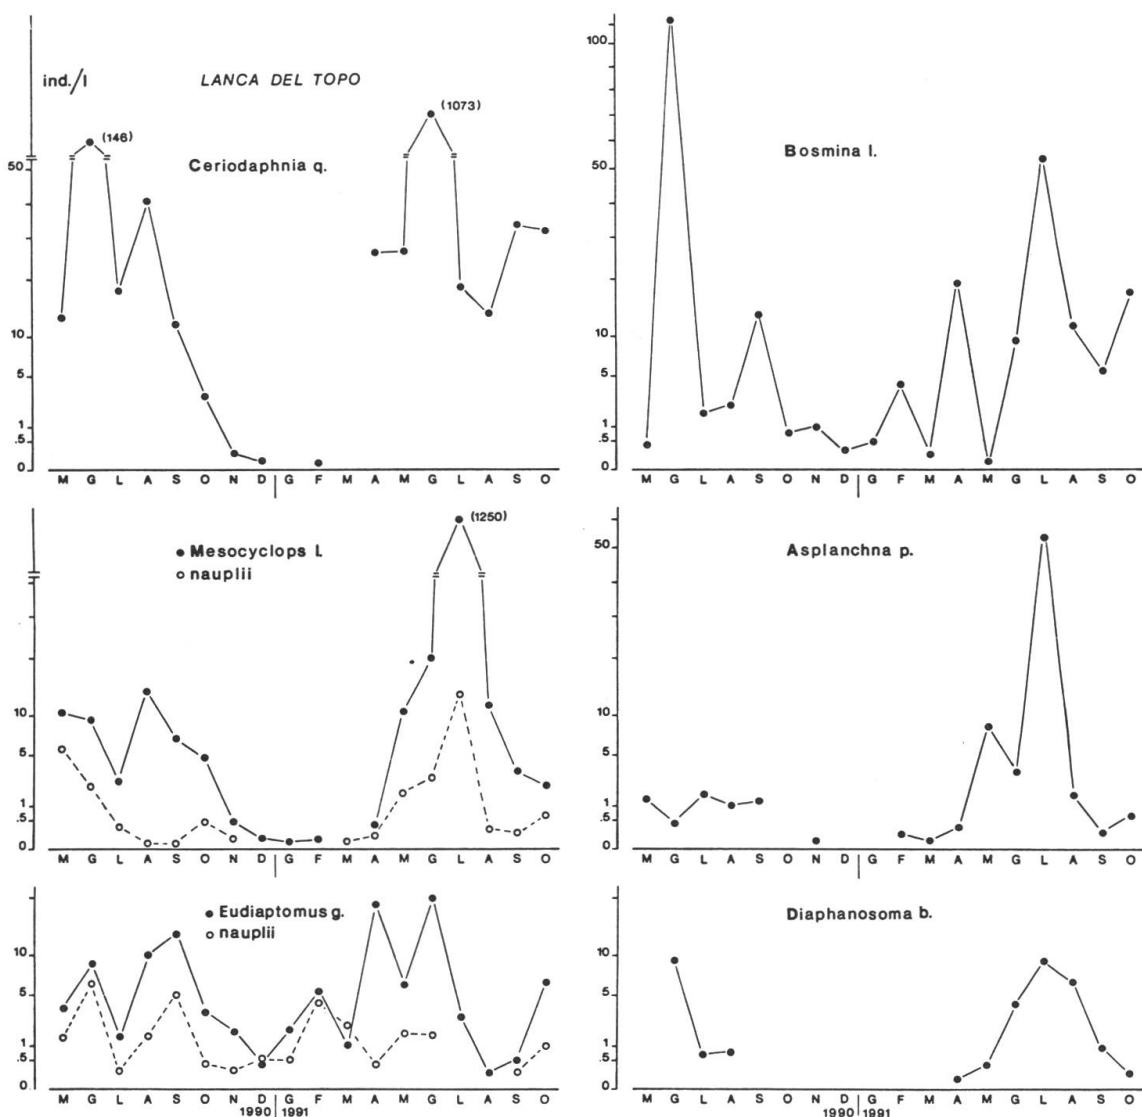 ind./l
LANCA DEL TOPO
(146)
(1073)
Ceriodaphnia q.
50
10
5
1
.5
0
M G L A S O N D G F M A M G L A S O
100
50
10
5
1
.5
0
Bosmina l.
M G L A S O N D G F M A M G L A S O
Mesocyclops l.
nauplii
(1250)
10
5
1
.5
0
M G L A S O N D G F M A M G L A S O
50
10
5
1
.5
0
Asplanchna p.
M G L A S O N D G F M A M G L A S O
Eudiaptomus g.
nauplii
10
5
1
.5
0
M G L A S O N D G F M A M G L A S O
1990 1991
Diaphanosoma b.
10
5
1
.5
0
M G L A S O N D G F M A M G L A S O
1990 1991